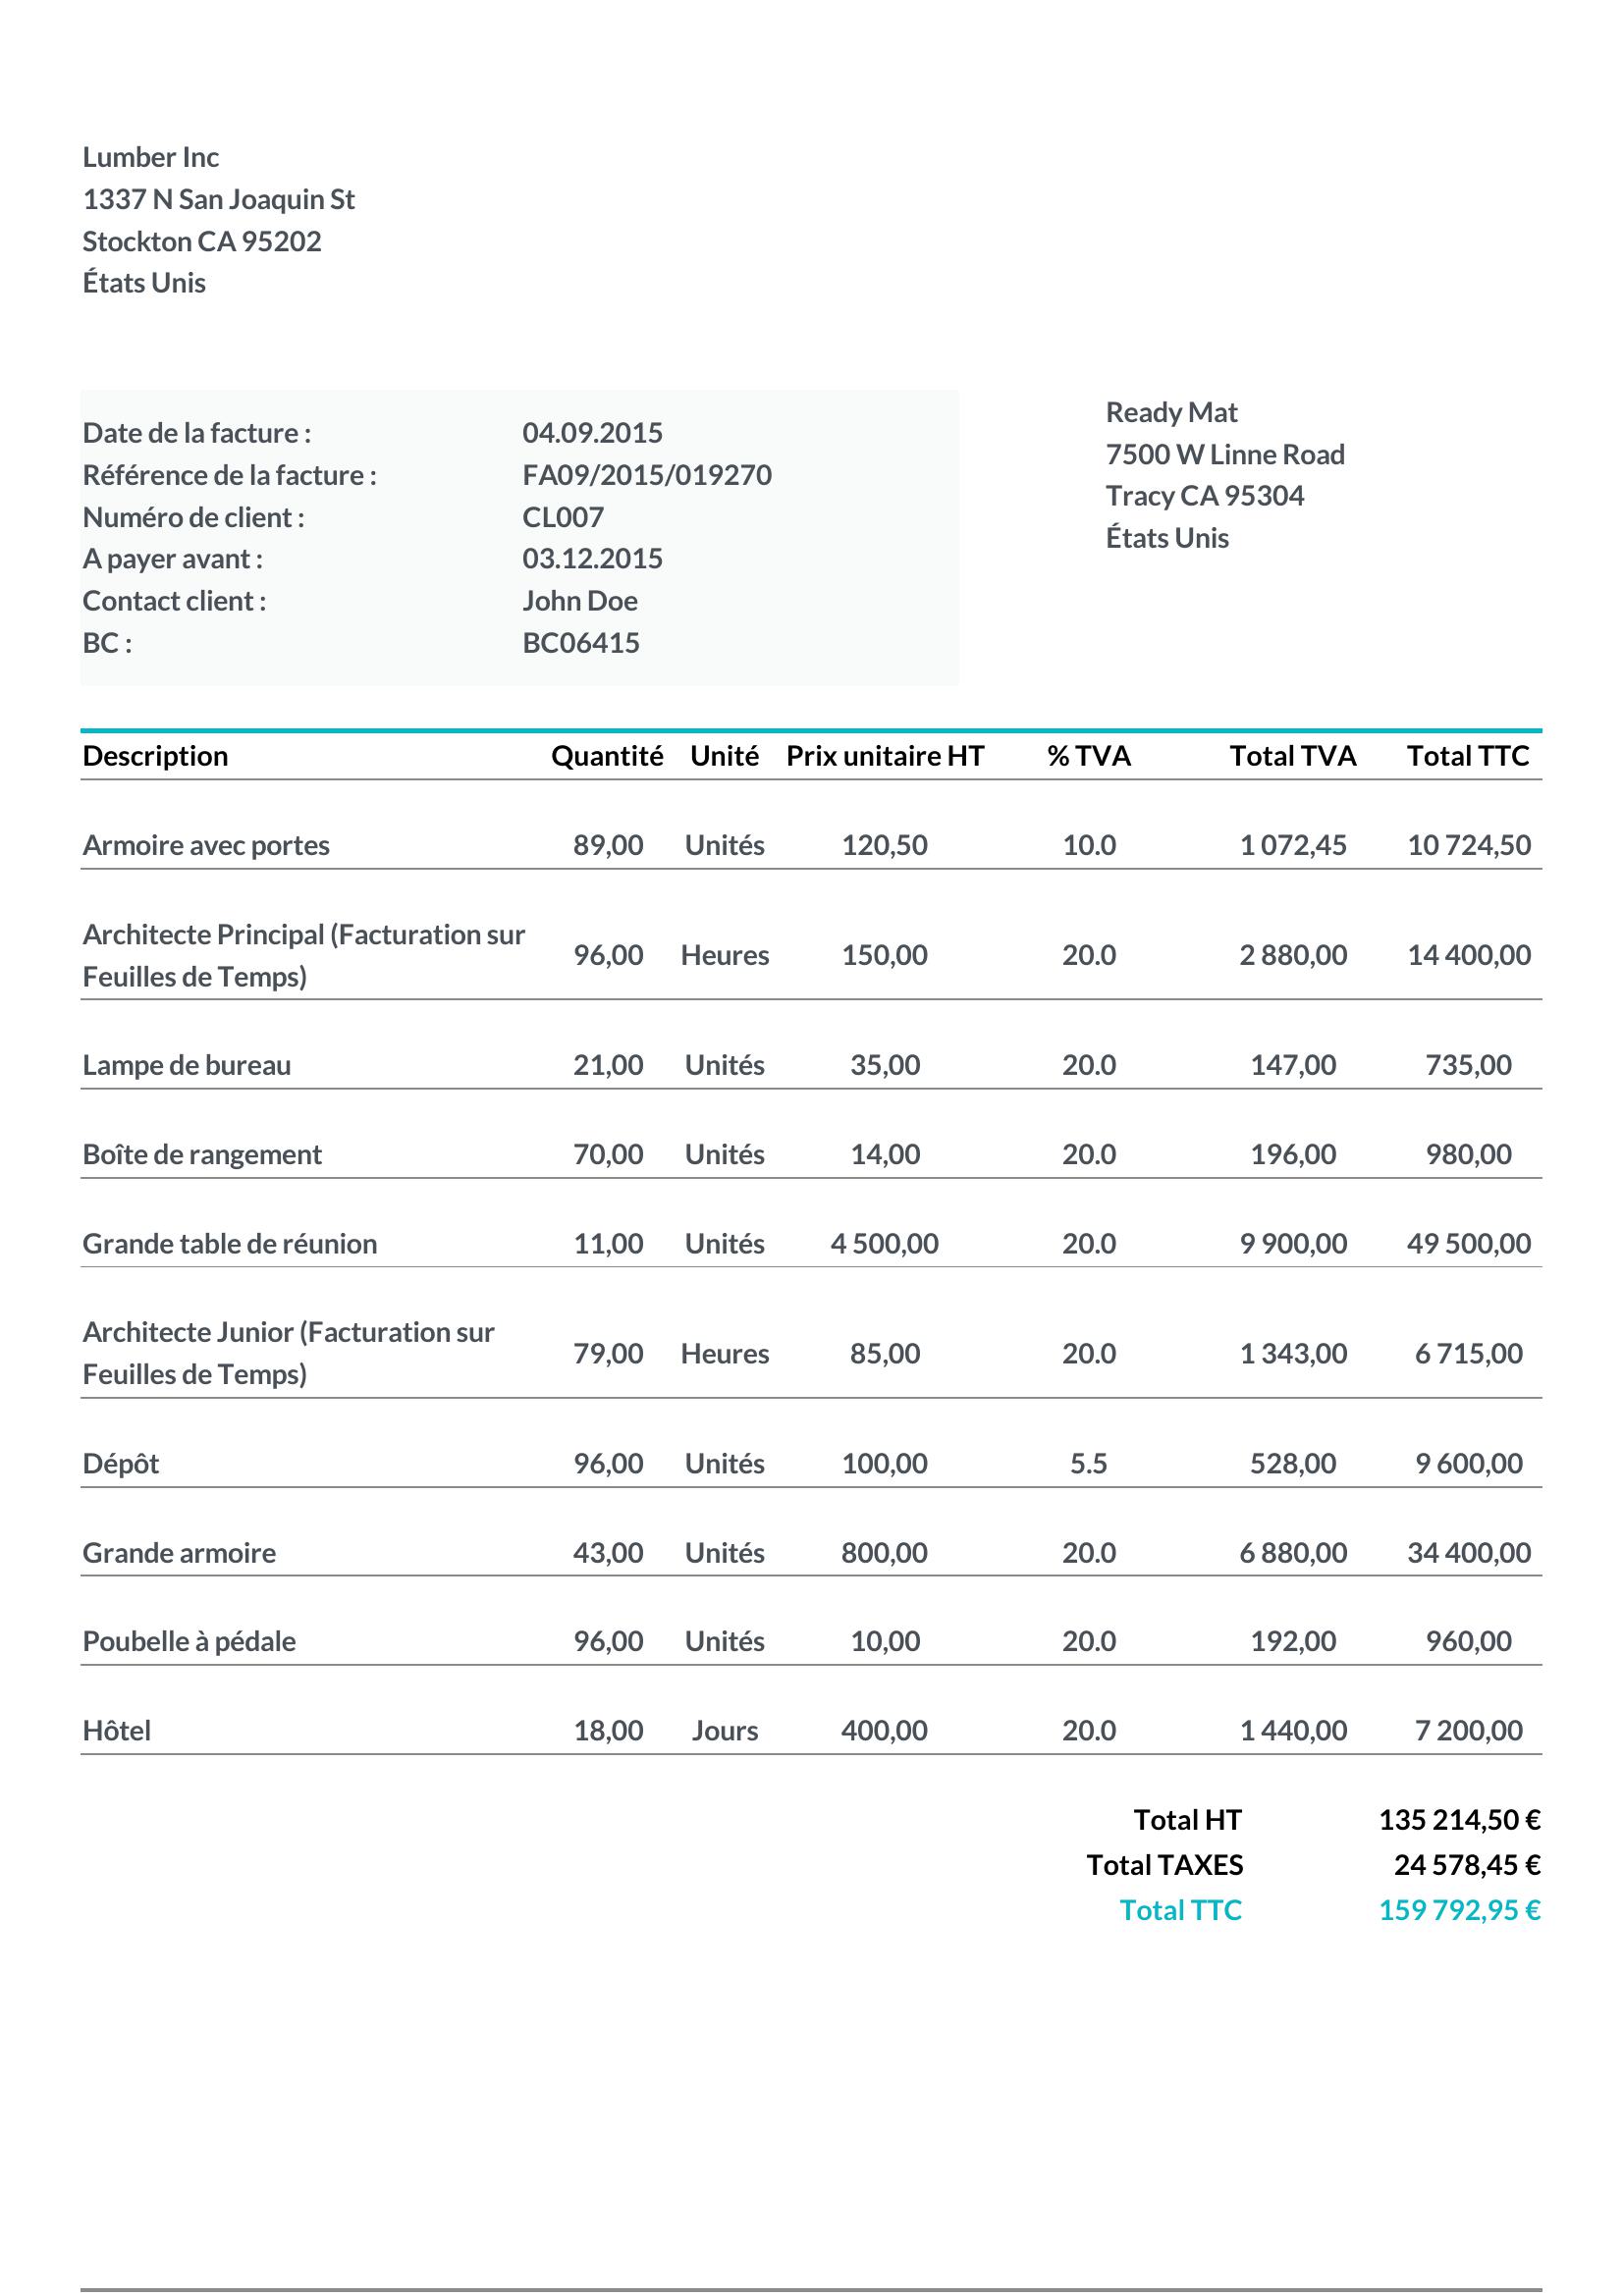 Lumber Inc
1337 N San Joaquin St
Stockton CA 95202
États Unis
Date de la facture : 04.09.2015
Référence de la facture : FA09/2015/019270
Numéro de client : CL007
A payer avant : 03.12.2015
Contact client : John Doe
BC : BC06415
Ready Mat
7500 W Linne Road
Tracy CA 95304
États Unis
Description Quantité Unité Prix unitaire HT % TVA Total TVA Total TTC
Armoire avec portes 89,00 Unités 120,50 10.0 1 072,45 10 724,50
Architecte Principal (Facturation sur
Feuilles de Temps) 96,00 Heures 150,00 20.0 2 880,00 14 400,00
Lampe de bureau 21,00 Unités 35,00 20.0 147,00 735,00
Boîte de rangement 70,00 Unités 14,00 20.0 196,00 980,00
Grande table de réunion 11,00 Unités 4 500,00 20.0 9 900,00 49 500,00
Architecte Junior (Facturation sur
Feuilles de Temps) 79,00 Heures 85,00 20.0 1 343,00 6 715,00
Dépôt 96,00 Unités 100,00 5.5 528,00 9 600,00
Grande armoire 43,00 Unités 800,00 20.0 6 880,00 34 400,00
Poubelle à pédale 96,00 Unités 10,00 20.0 192,00 960,00
Hôtel 18,00 Jours 400,00 20.0 1 440,00 7 200,00
Total HT 135 214,50 €
Total TAXES 24 578,45 €
Total TTC 159 792,95 €